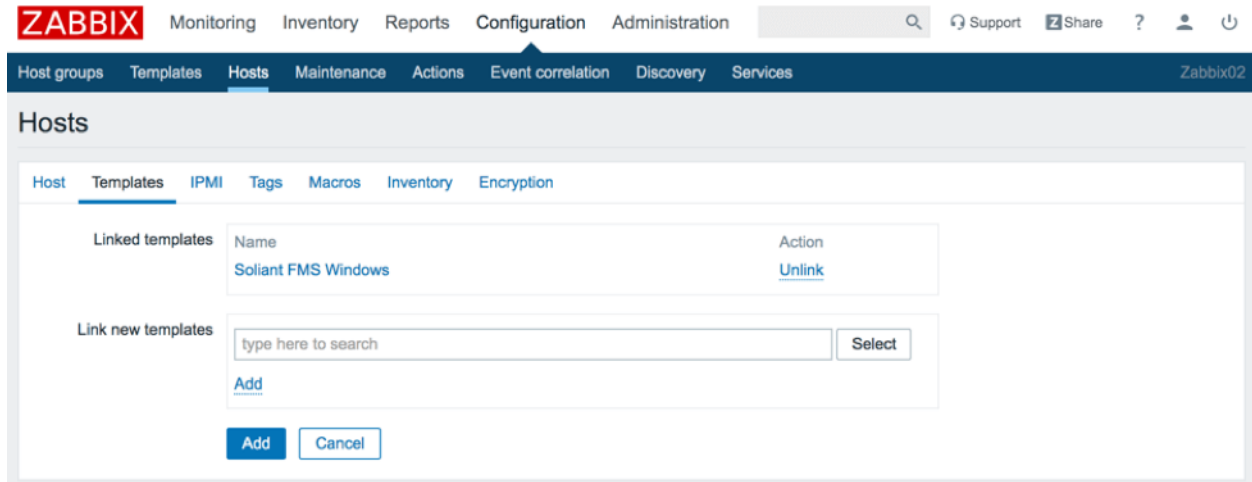 ZABBIX Monitoring Inventory Reports Configuration Administration Support Z Share ?
Host groups Templates Hosts Maintenance Actions Event correlation Discovery Services Zabbix02
Hosts
Host Templates IPMI Tags Macros Inventory Encryption
Linked templates Name Action
Soliant FMS Windows Unlink
Link new templates
type here to search Select
Add
Add Cancel